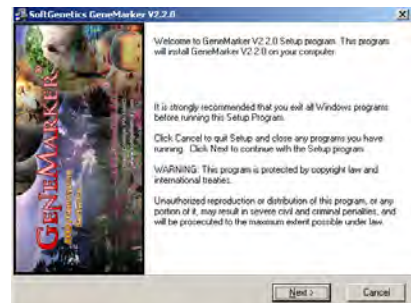 SoftGenetics GeneMarker V2.2.0
Welcome to GeneMarker V2.2.0 Setup program. This program
will install GeneMarker V2.2.0 on your computer.
It is strongly recommended that you exit all Windows programs
before running this Setup Program.
Click Cancel to quit Setup and close any programs you have
running. Click Next to continue with the Setup program.
WARNING: This program is protected by copyright law and
international treaties.
Unauthorized reproduction or distribution of this program, or any
portion of it, may result in severe civil and criminal penalties, and
will be prosecuted to the maximum extent possible under law.
GENEMARKER
Next >
Cancel